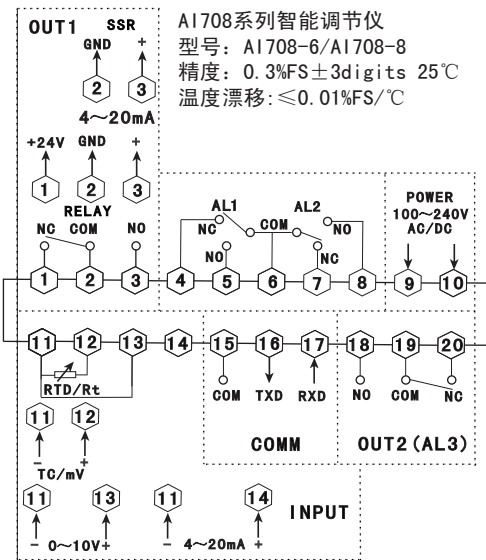 OUT1 SSR
GND +
2 3
4～20mA
+24V GND +
1 2 3
RELAY
NC COM NO
AI708系列智能调节仪
型号：AI708-6/AI708-8
精度：0.3%FS±3digits 25℃
温度漂移:≤0.01%FS/℃
AL1 AL2
NC COM NO
NO NC
POWER
100～240V
AC/DC
1 2 3 4 5 6 7 8 9 10
11 12 13 14 15 16 17 18 19 20
RTD/Rt
COM TXD RXD
NO COM NC
11 12
- +
TC/mV
COMM
OUT2(AL3)
11 13 11 14
INPUT
- 0～10V+
- 4～20mA +